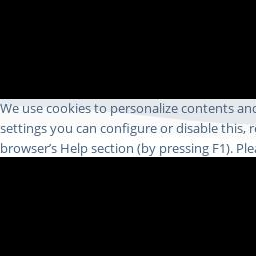 We use cookies to personalize contents and
settings you can configure or disable this, r
browser’s Help section (by pressing F1). Plea